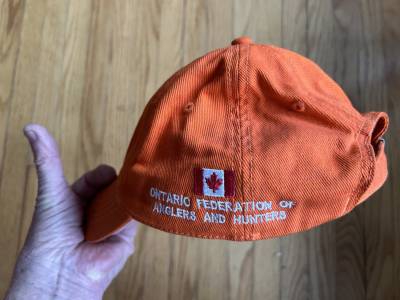 ONTARIO FEDERATION OF
ANGLERS AND HUNTERS